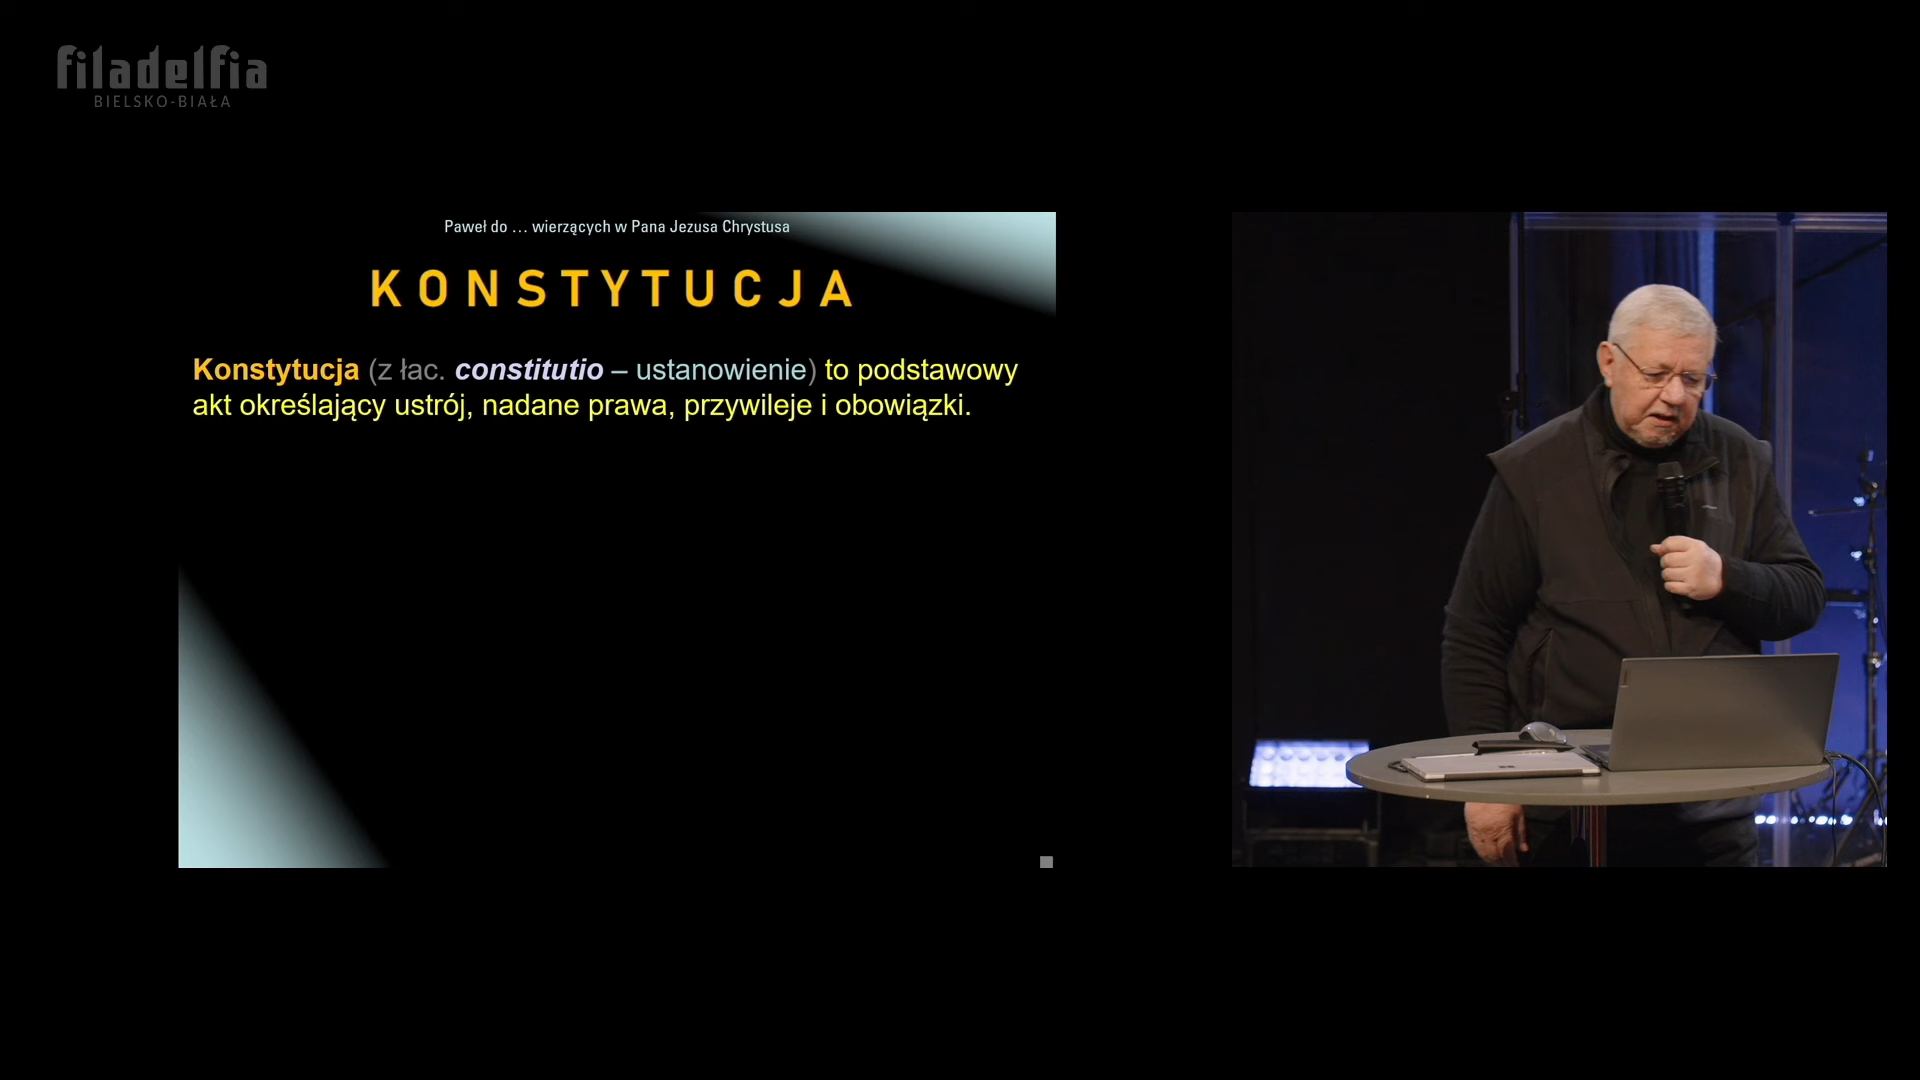 filadelfia
BIELSKO-BIAŁA
Paweł do … wierzących w Pana Jezusa Chrystusa
KONSTYTUCJA
Konstytucja (z łac. constitutio – ustanowienie) to podstawowy
akt określający ustrój, nadane prawa, przywileje i obowiązki.